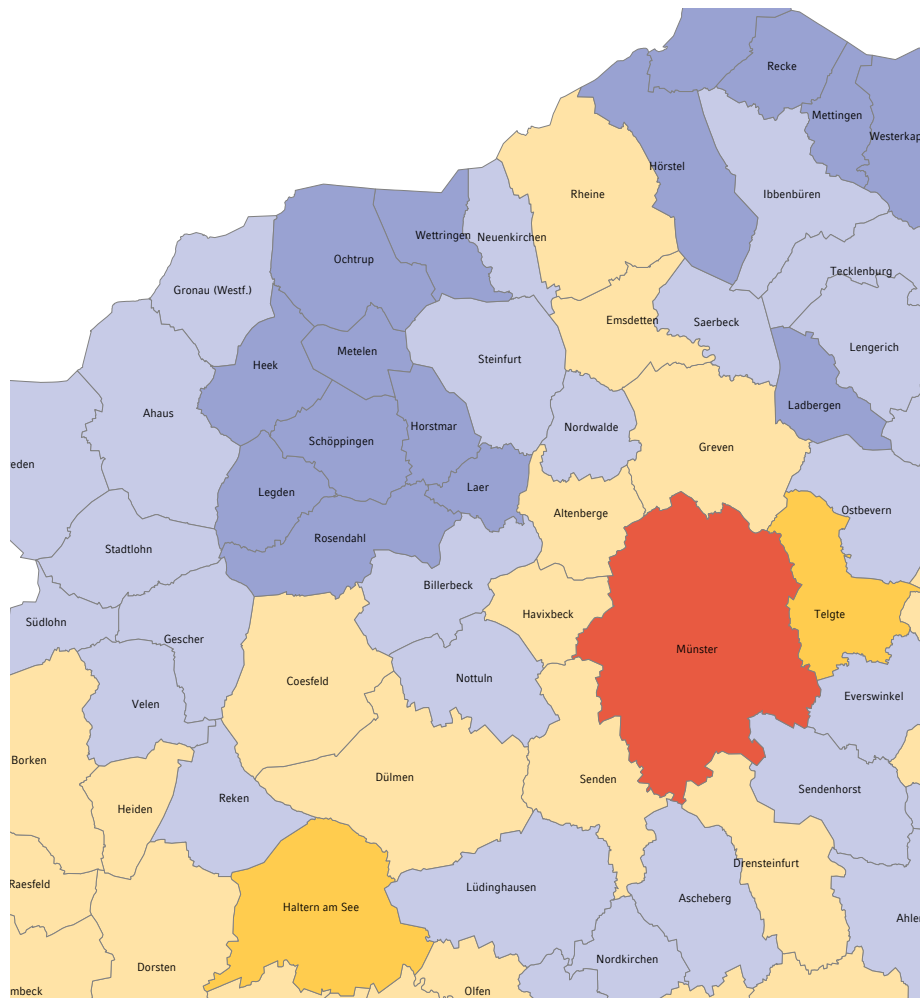 Recke
Mettingen
Westerkap
Hörstel
Rheine
Ibbenbüren
Wettringen
Neuenkirchen
Ochtrup
Tecklenburg
Gronau (Westf.)
Emsdetten
Saerbeck
Lengerich
Metelen
Steinfurt
Heek
Ladbergen
Ahaus
Horstmar
Nordwalde
Schöppingen
Greven
eden
Legden
Laer
Altenberge
Ostbevern
Rosendahl
Stadtlohn
Billerbeck
Havixbeck
Telgte
Südlohn
Gescher
Münster
Nottuln
Coesfeld
Everswinkel
Velen
Borken
Dülmen
Senden
Sendenhorst
Reken
Heiden
Drensteinfurt
Raesfeld
Lüdinghausen
Ascheberg
Haltern am See
Ahle
Nordkirchen
Dorsten
mbeck
Olfen